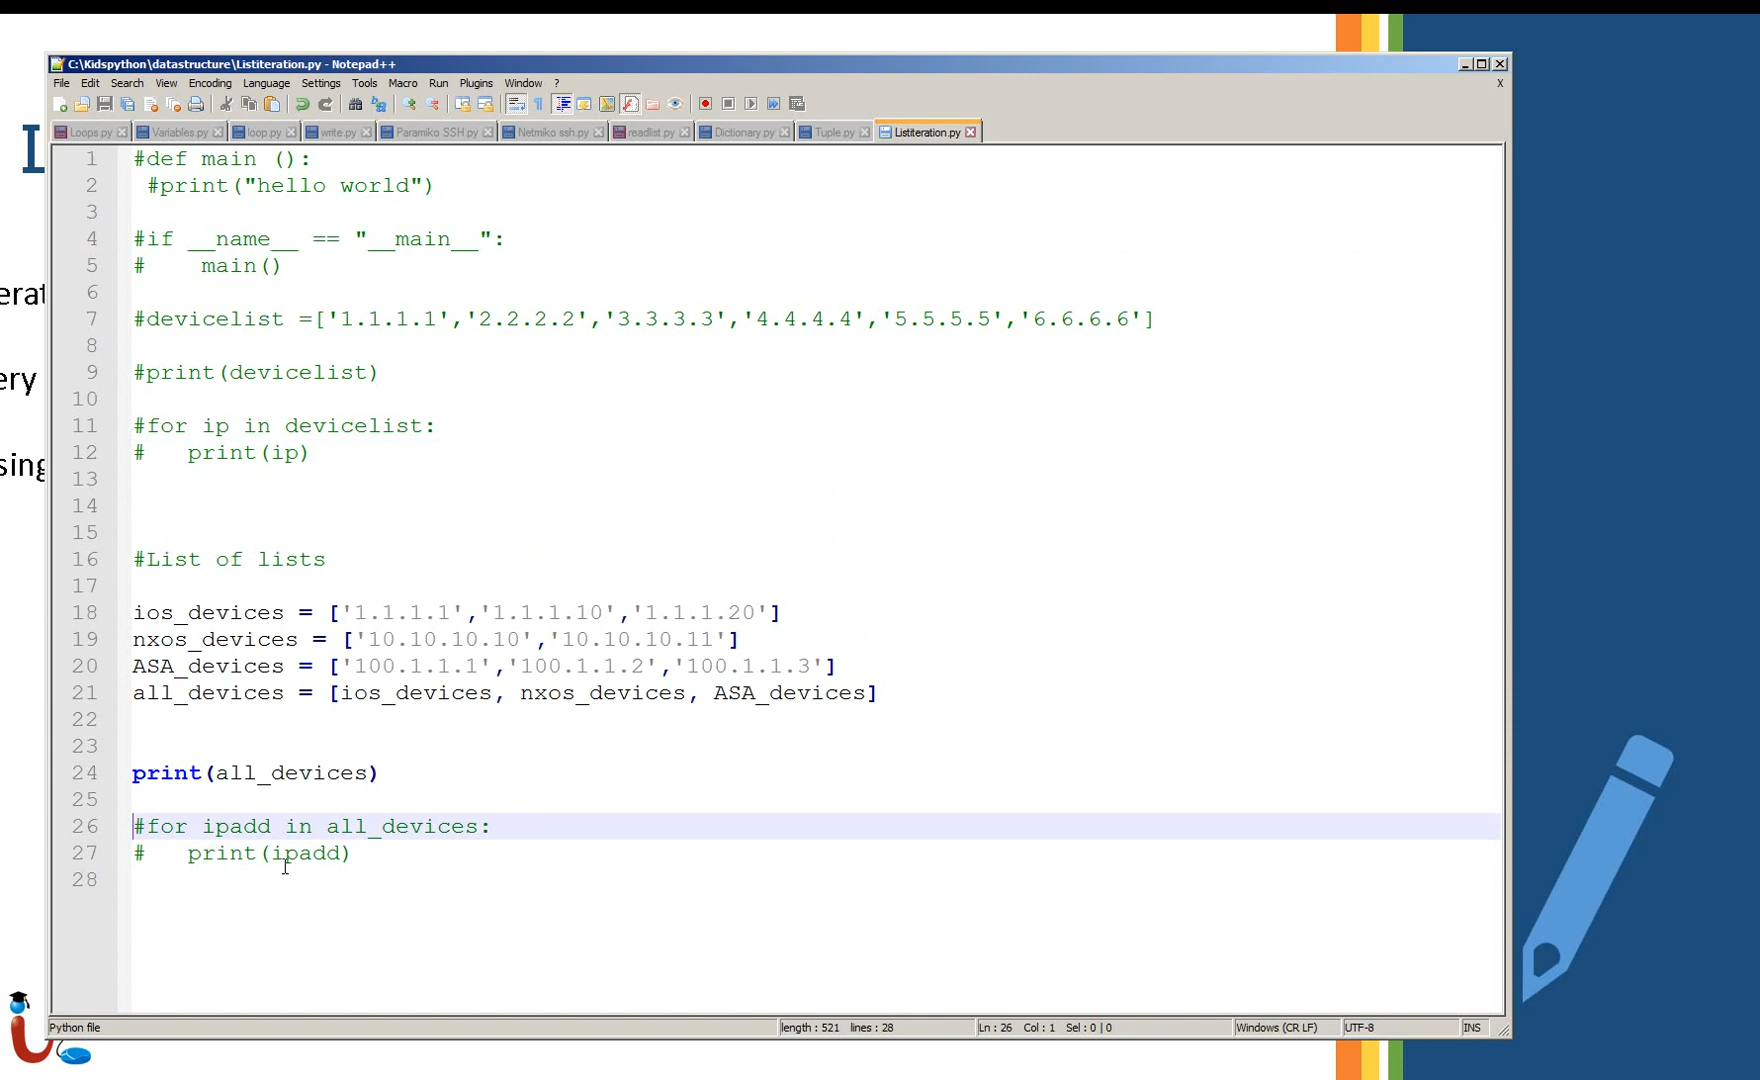 C:\Kidspython\datastructure\Listiteration.py - Notepad++
File Edit Search View Encoding Language Settings Tools Macro Run Plugins Window ? X
Loops.py Variables.py loop.py write.py Paramiko SSH.py Netmiko ssh.py readlist.py Dictionary.py Tuple.py Listiteration.py
1 #def main ():
2 #print("hello world")
3
4 #if __name__ == "__main__":
5 # main()
6
7 #devicelist =['1.1.1.1','2.2.2.2','3.3.3.3','4.4.4.4','5.5.5.5','6.6.6.6']
8
9 #print(devicelist)
10
11 #for ip in devicelist:
12 # print(ip)
13
14
15
16 #List of lists
17
18 ios_devices = ['1.1.1.1','1.1.1.10','1.1.1.20']
19 nxos_devices = ['10.10.10.10','10.10.10.11']
20 ASA_devices = ['100.1.1.1','100.1.1.2','100.1.1.3']
21 all_devices = [ios_devices, nxos_devices, ASA_devices]
22
23
24 print(all_devices)
25
26 #for ipadd in all_devices:
27 # print(ipadd)
28
Python file length : 521 lines : 28 Ln : 26 Col : 1 Sel : 0 | 0 Windows (CR LF) UTF-8 INS